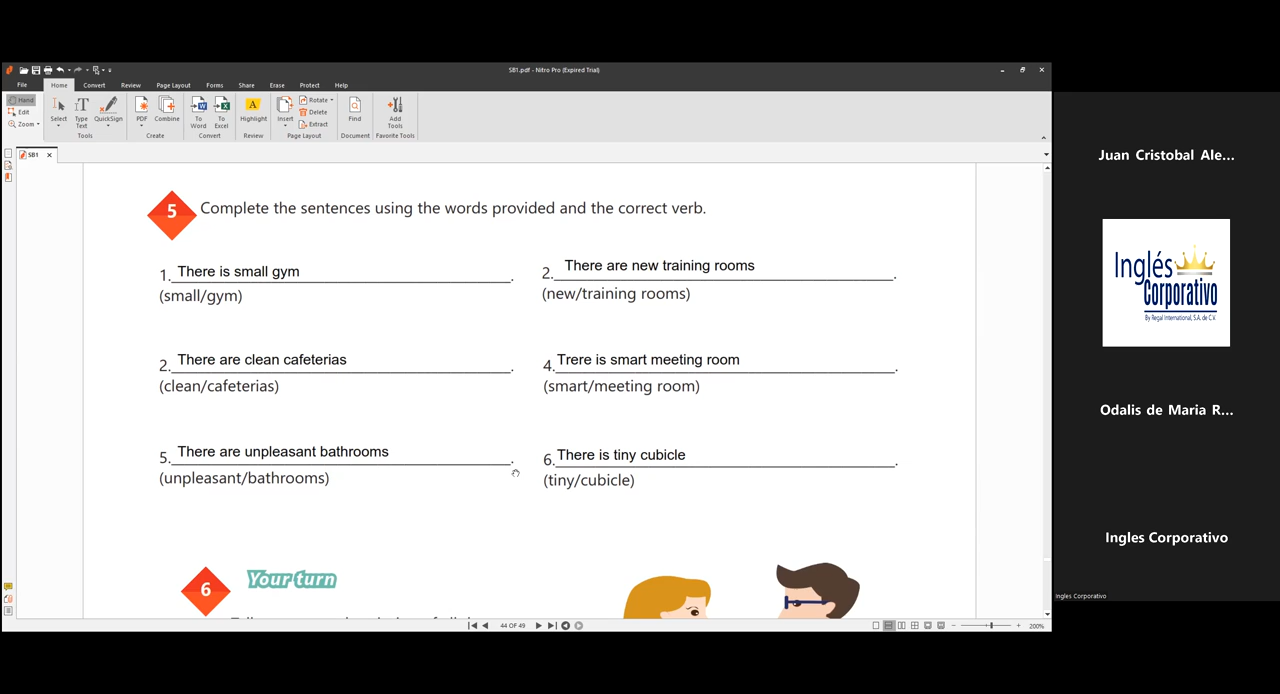 SB1.pdf - Nitro Pro (Expired Trial)
File Home Convert Review Page Layout Forms Share Erase Protect Help
Hand
Edit
Zoom
Select
Type Text
QuickSign
Tools
PDF
Combine
Create
To Word
To Excel
Convert
Highlight
Review
Insert
Rotate
Delete
Extract
Page Layout
Find
Document
Add Tools
Favorite Tools
SB1
5 Complete the sentences using the words provided and the correct verb.
1. There is small gym.
(small/gym)
2. There are new training rooms.
(new/training rooms)
2. There are clean cafeterias.
(clean/cafeterias)
4. Trere is smart meeting room.
(smart/meeting room)
5. There are unpleasant bathrooms.
(unpleasant/bathrooms)
6. There is tiny cubicle.
(tiny/cubicle)
6 Your turn
44 OF 49
200%
Juan Cristobal Ale...
Inglés
Corporativo
By Regal International, S.A. de C.V.
Odalis de Maria R...
Ingles Corporativo
Ingles Corporativo